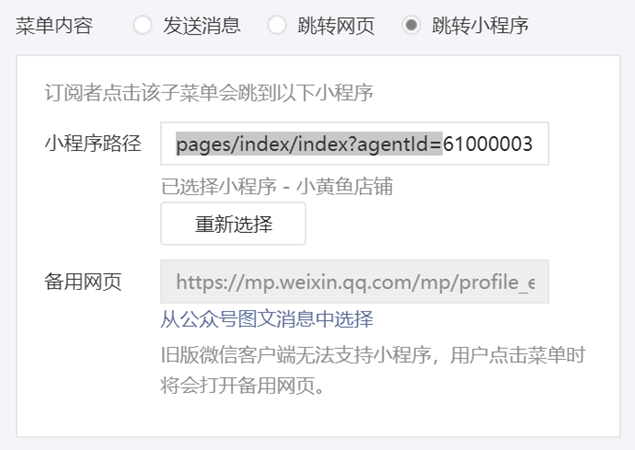 菜单内容 发送消息 跳转网页 跳转小程序
订阅者点击该子菜单会跳到以下小程序
小程序路径 pages/index/index?agentId=61000003
已选择小程序 - 小黄鱼店铺
重新选择
备用网页 https://mp.weixin.qq.com/mp/profile_e
从公众号图文消息中选择
旧版微信客户端无法支持小程序，用户点击菜单时
将会打开备用网页。